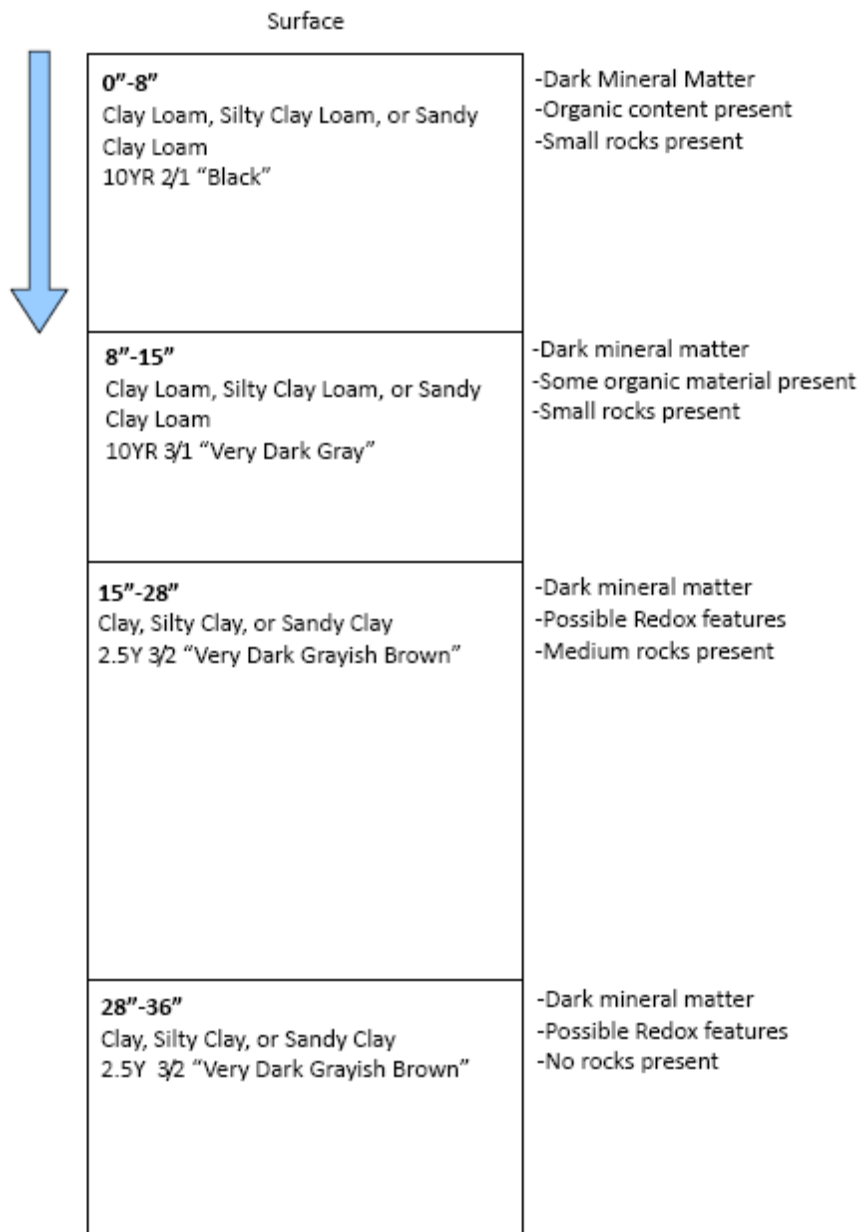 Surface
0”-8”
Clay Loam, Silty Clay Loam, or Sandy
Clay Loam
10YR 2/1 “Black”
-Dark Mineral Matter
-Organic content present
-Small rocks present
8”-15”
Clay Loam, Silty Clay Loam, or Sandy
Clay Loam
10YR 3/1 “Very Dark Gray”
-Dark mineral matter
-Some organic material present
-Small rocks present
15”-28”
Clay, Silty Clay, or Sandy Clay
2.5Y 3/2 “Very Dark Grayish Brown”
-Dark mineral matter
-Possible Redox features
-Medium rocks present
28”-36”
Clay, Silty Clay, or Sandy Clay
2.5Y 3/2 “Very Dark Grayish Brown”
-Dark mineral matter
-Possible Redox features
-No rocks present